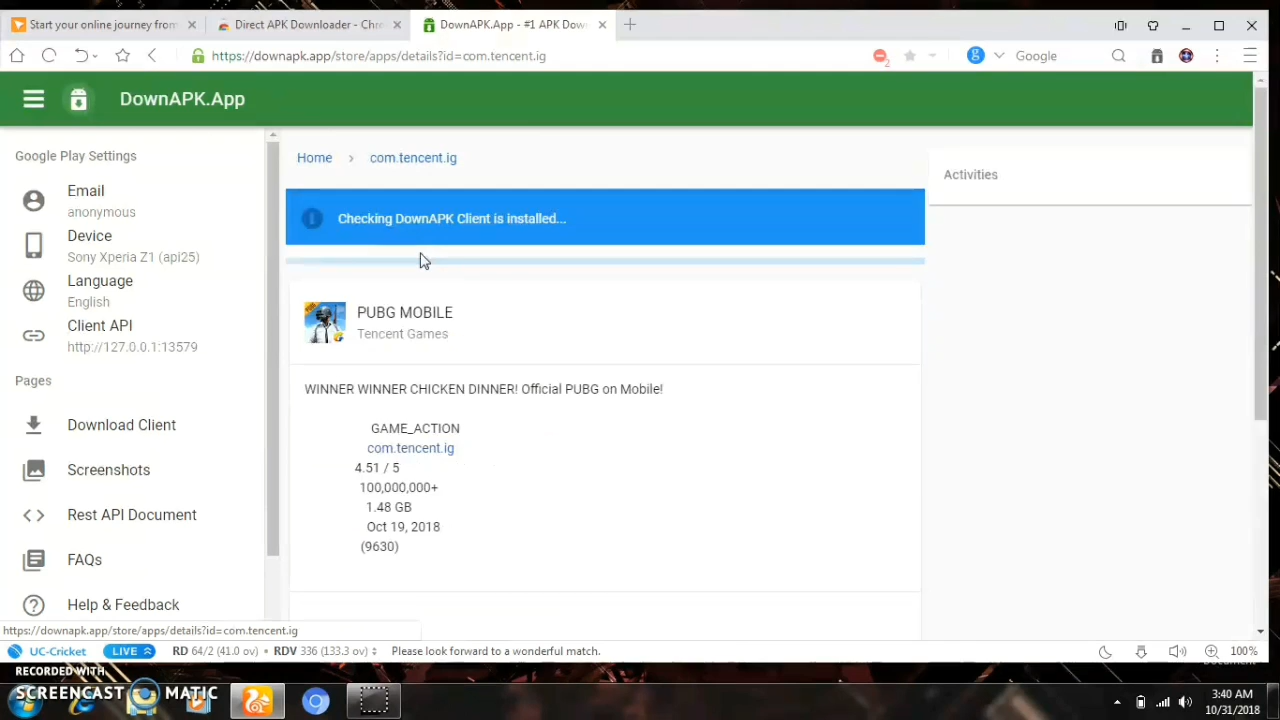 Start your online journey from
Direct APK Downloader - Chr
DownAPK.App - #1 APK Dow
https://downapk.app/store/apps/details?id=com.tencent.ig
2
Google
DownAPK.App
Google Play Settings
Email
anonymous
Device
Sony Xperia Z1 (api25)
Language
English
Client API
http://127.0.0.1:13579
Pages
Download Client
Screenshots
Rest API Document
FAQs
Help & Feedback
Home > com.tencent.ig
Checking DownAPK Client is installed...
PUBG MOBILE
Tencent Games
WINNER WINNER CHICKEN DINNER! Official PUBG on Mobile!
GAME_ACTION
com.tencent.ig
4.51 / 5
100,000,000+
1.48 GB
Oct 19, 2018
(9630)
Activities
https://downapk.app/store/apps/details?id=com.tencent.ig
UC-Cricket LIVE RD 64/2 (41.0 ov) • RDV 336 (133.3 ov) Please look forward to a wonderful match.
100%
RECORDED WITH
SCREENCAST MATIC
3:40 AM
10/31/2018